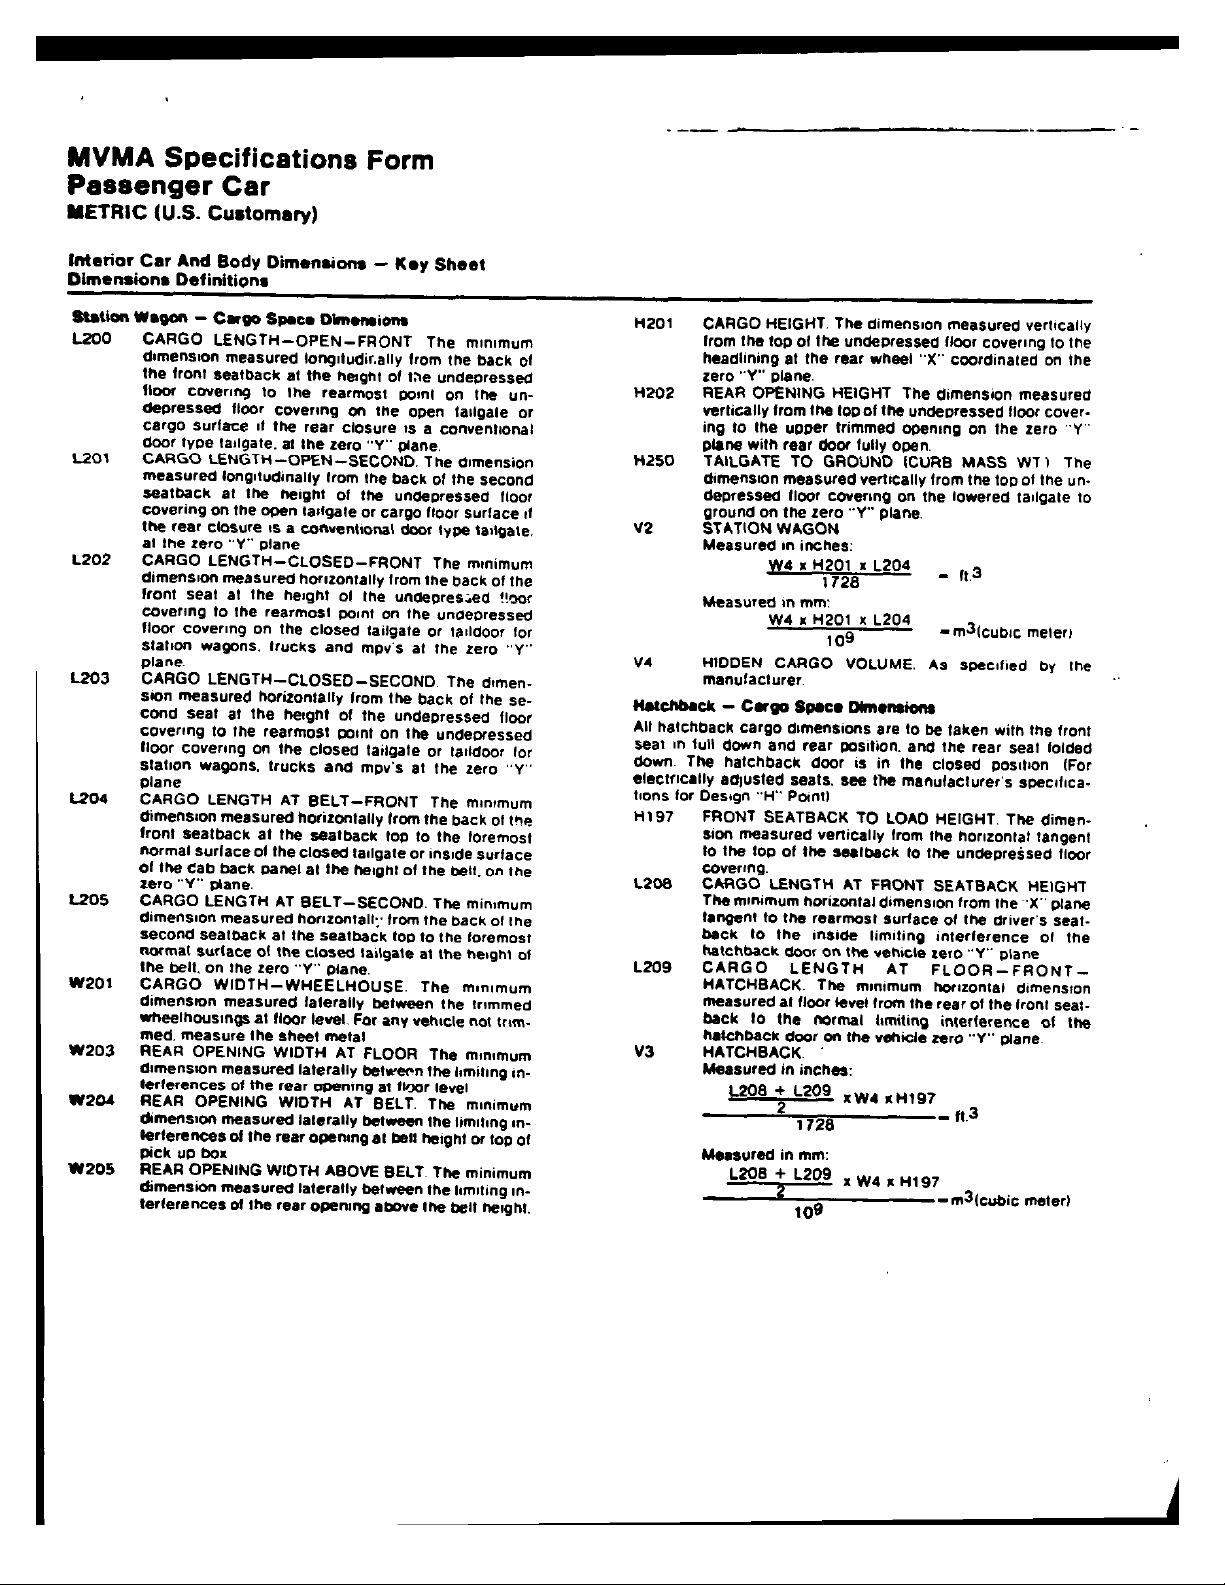 MVMA Specifications Form
Passenger Car
METRIC (U.S. Customary)
Interior Car And Body Dimensions – Key Sheet
Dimensions Definitions
Station Wagon – Cargo Space Dimensions
L200 CARGO LENGTH–OPEN–FRONT The minimum
dimension measured longitudinally from the back of
the front seatback at the height of the undepressed
floor covering to the rearmost point on the un-
depressed floor covering on the open tailgate or
cargo surface if the rear closure is a conventional
door type tailgate, at the zero "Y" plane.
L201 CARGO LENGTH–OPEN–SECOND. The dimension
measured longitudinally from the back of the second
seatback at the height of the undepressed floor
covering on the open tailgate or cargo floor surface if
the rear closure is a conventional door type tailgate,
at the zero "Y" plane
L202 CARGO LENGTH–CLOSED–FRONT The minimum
dimension measured horizontally from the back of the
front seat at the height of the undepressed floor
covering to the rearmost point on the undepressed
floor covering on the closed tailgate or taildoor for
station wagons, trucks and mpv's at the zero "Y"
plane.
L203 CARGO LENGTH–CLOSED–SECOND. The dimen-
sion measured horizontally from the back of the se-
cond seat at the height of the undepressed floor
covering to the rearmost point on the undepressed
floor covering on the closed tailgate or taildoor for
station wagons, trucks and mpv's at the zero "Y"
plane
L204 CARGO LENGTH AT BELT–FRONT The minimum
dimension measured horizontally from the back of the
front seatback at the seatback top to the foremost
normal surface of the closed tailgate or inside surface
of the cab back panel at the height of the belt, on the
zero "Y" plane.
L205 CARGO LENGTH AT BELT–SECOND. The minimum
dimension measured horizontally from the back of the
second seatback at the seatback top to the foremost
normal surface of the closed tailgate at the height of
the belt, on the zero "Y" plane.
W201 CARGO WIDTH–WHEELHOUSE. The minimum
dimension measured laterally between the trimmed
wheelhousings at floor level. For any vehicle not trim-
med, measure the sheet metal
W203 REAR OPENING WIDTH AT FLOOR The minimum
dimension measured laterally between the limiting in-
terferences of the rear opening at floor level
W204 REAR OPENING WIDTH AT BELT. The minimum
dimension measured laterally between the limiting in-
terferences of the rear opening at belt height or top of
pick up box
W205 REAR OPENING WIDTH ABOVE BELT. The minimum
dimension measured laterally between the limiting in-
terferences of the rear opening above the belt height.
H201 CARGO HEIGHT. The dimension measured vertically
from the top of the undepressed floor covering to the
headlining at the rear wheel "X" coordinated on the
zero "Y" plane.
H202 REAR OPENING HEIGHT The dimension measured
vertically from the top of the undepressed floor cover-
ing to the upper trimmed opening on the zero "Y"
plane with rear door fully open.
H250 TAILGATE TO GROUND (CURB MASS WT) The
dimension measured vertically from the top of the un-
depressed floor covering on the lowered tailgate to
ground on the zero "Y" plane.
V2 STATION WAGON
Measured in inches:
W4 x H201 x L204
1728 = ft.3
Measured in mm:
W4 x H201 x L204
10⁹ = m³(cubic meter)
V4 HIDDEN CARGO VOLUME. As specified by the
manufacturer.
Hatchback – Cargo Space Dimensions
All hatchback cargo dimensions are to be taken with the front
seat in full down and rear position, and the rear seat folded
down. The hatchback door is in the closed position (For
electrically adjusted seats, see the manufacturer's specifica-
tions for Design "H" Point)
H197 FRONT SEATBACK TO LOAD HEIGHT. The dimen-
sion measured vertically from the horizontal tangent
to the top of the seatback to the undepressed floor
covering.
L208 CARGO LENGTH AT FRONT SEATBACK HEIGHT
The minimum horizontal dimension from the "X" plane
tangent to the rearmost surface of the driver's seat-
back to the inside limiting interference of the
hatchback door on the vehicle zero "Y" plane
L209 CARGO LENGTH AT FLOOR–FRONT–
HATCHBACK. The minimum horizontal dimension
measured at floor level from the rear of the front seat-
back to the normal limiting interference of the
hatchback door on the vehicle zero "Y" plane.
V3 HATCHBACK.
Measured in inches:
L208 + L209
2 x W4 x H197
1728 = ft.3
Measured in mm:
L208 + L209
2 x W4 x H197
10⁹ = m³(cubic meter)